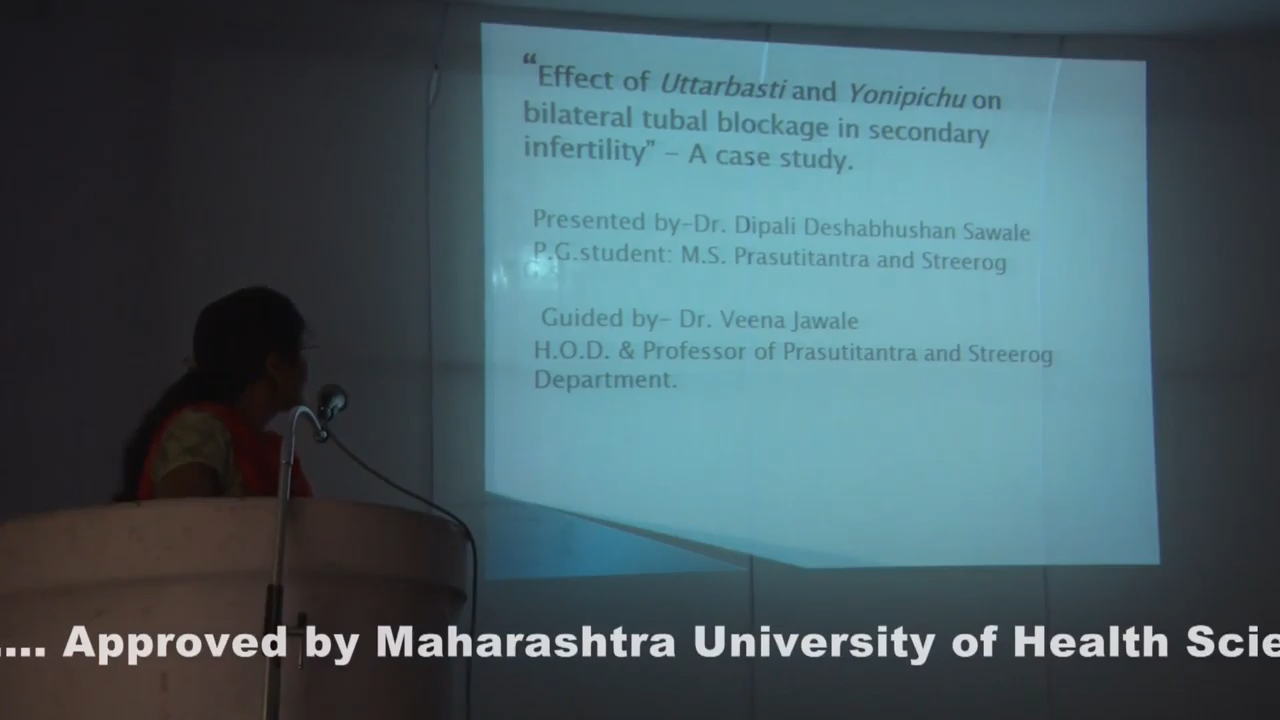 “Effect of Uttarbasti and Yonipichu on
bilateral tubal blockage in secondary
infertility” – A case study.
Presented by-Dr. Dipali Deshabhushan Sawale
P.G.student: M.S. Prasutitantra and Streerog
Guided by- Dr. Veena Jawale
H.O.D. & Professor of Prasutitantra and Streerog
Department.
.... Approved by Maharashtra University of Health Scie